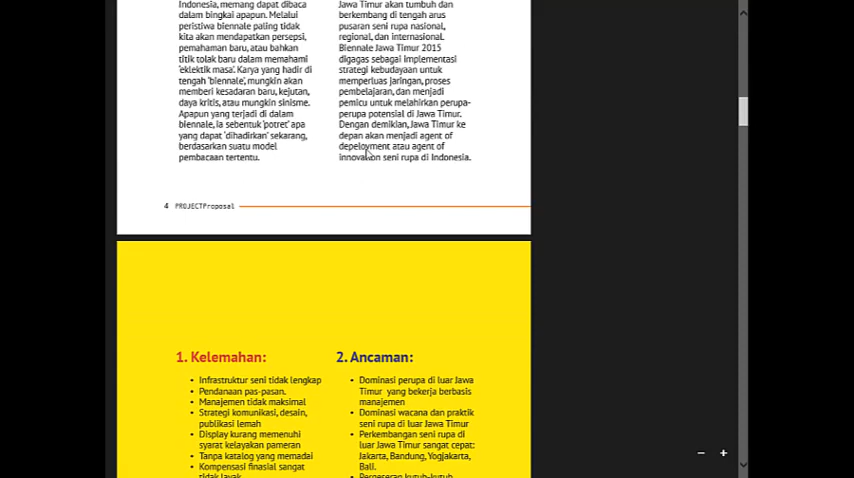 Indonesia, memang dapat dibaca
dalam bingkai apapun. Melalui
peristiwa biennale paling tidak
kita akan mendapatkan persepsi,
pemahaman baru, atau bahkan
titik tolak baru dalam memahami
'eklektik masa'. Karya yang hadir di
tengah 'biennale', mungkin akan
memberi kesadaran baru, kejutan,
daya kritis, atau mungkin sinisme.
Apapun yang terjadi di dalam
biennale, ia sebentuk 'potret' apa
yang dapat 'dihadirkan' sekarang,
berdasarkan suatu model
pembacaan tertentu.
Jawa Timur akan tumbuh dan
berkembang di tengah arus
pusaran seni rupa nasional,
regional, dan internasional.
Biennale Jawa Timur 2015
digagas sebagai implementasi
strategi kebudayaan untuk
memperluas jaringan, proses
pembelajaran, dan menjadi
pemicu untuk melahirkan perupa-
perupa potensial di Jawa Timur.
Dengan demikian, Jawa Timur ke
depan akan menjadi agent of
depeloyment atau agent of
innovation seni rupa di Indonesia.
4 PROJECTProposal
1. Kelemahan:
• Infrastruktur seni tidak lengkap
• Pendanaan pas-pasan.
• Manajemen tidak maksimal
• Strategi komunikasi, desain,
publikasi lemah
• Display kurang memenuhi
syarat kelayakan pameran
• Tanpa katalog yang memadai
• Kompensasi finasial sangat
tidak layak
2. Ancaman:
• Dominasi perupa di luar Jawa
Timur yang bekerja berbasis
manajemen
• Dominasi wacana dan praktik
seni rupa di luar Jawa Timur
• Perkembangan seni rupa di
luar Jawa Timur sangat cepat:
Jakarta, Bandung, Yogjakarta,
Bali.
• Pergeseran kutub-kutub